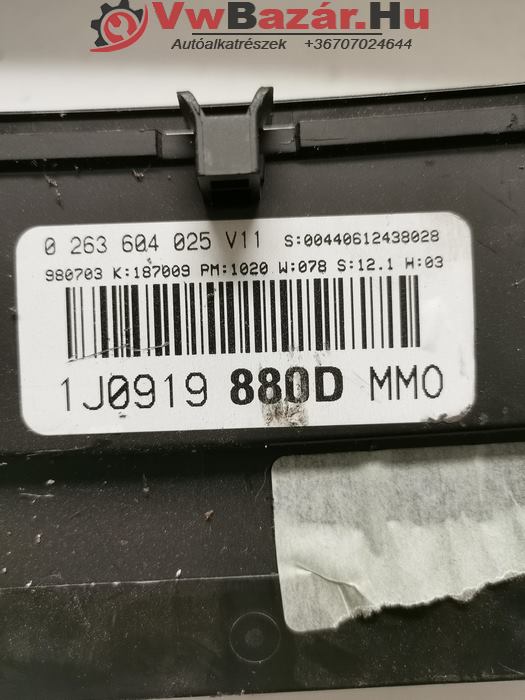 VwBazár.Hu
Autóalkatrészek +36707024644
0 263 604 025 V11 S:00440612438028
980703 K:187009 PM:1020 W:078 S:12.1 H:03
1J0919 880D MMO